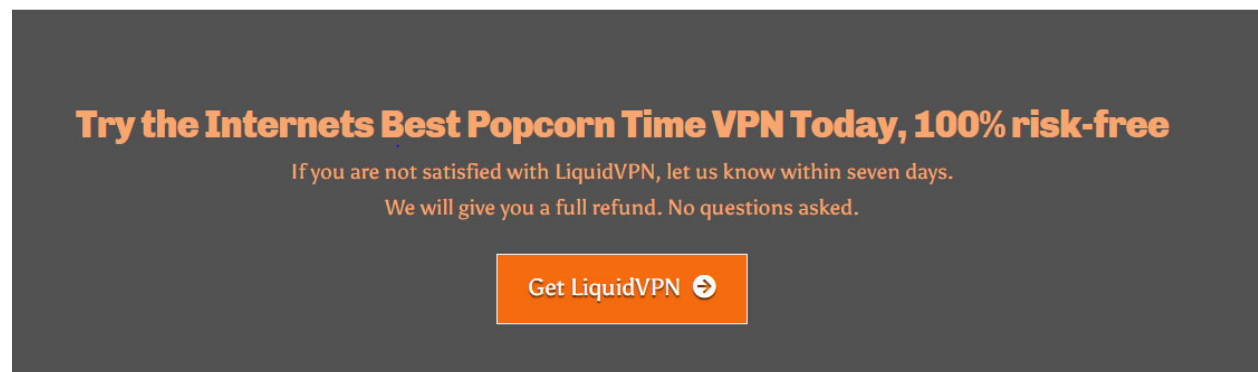 Try the Internets Best Popcorn Time VPN Today, 100% risk-free
If you are not satisfied with LiquidVPN, let us know within seven days.
We will give you a full refund. No questions asked.
Get LiquidVPN